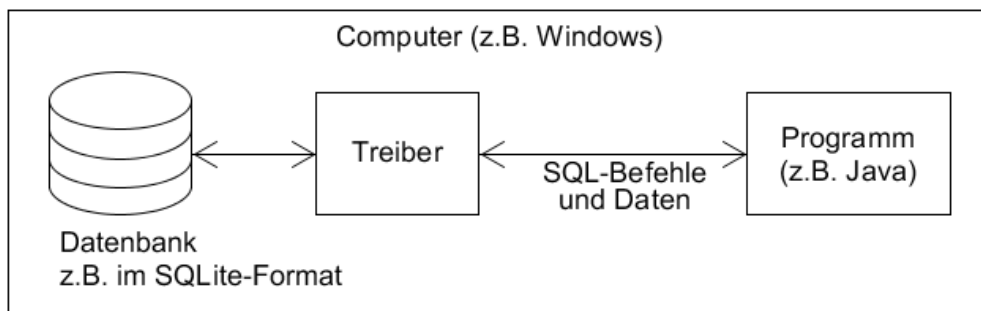 Computer (z.B. Windows)
Treiber
SQL-Befehle
und Daten
Programm
(z.B. Java)
Datenbank
z.B. im SQLite-Format